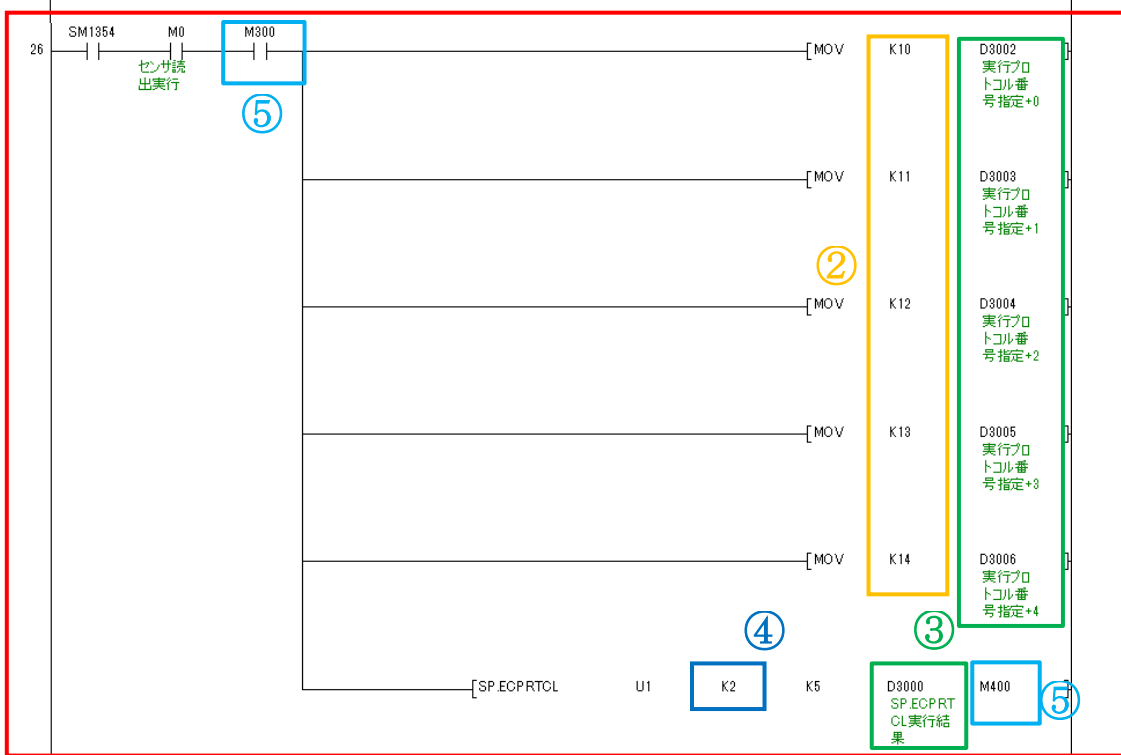 SM1354 M0 M300
26 [MOV K10 D3002 ]
センサ読
出実行
実行プロ
トコル番
号指定+0
⑤
[MOV K11 D3003 ]
実行プロ
トコル番
号指定+1
②
[MOV K12 D3004 ]
実行プロ
トコル番
号指定+2
[MOV K13 D3005 ]
実行プロ
トコル番
号指定+3
[MOV K14 D3006 ]
実行プロ
トコル番
号指定+4
④ ③
[SP.ECPRTCL U1 K2 K5 D3000 M400 ]
SP.ECPRT
CL実行結
果
⑤